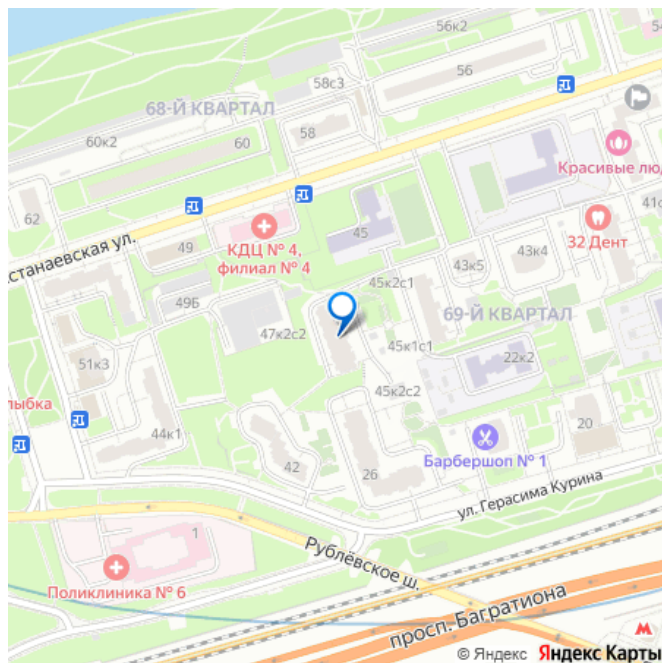 56к2
54
56
58с3
68-Й КВАРТАЛ
58
60к2
60
Красивые люд
62
45
41с
32 Дент
КДЦ № 4,
филиал № 4
49
астанаевская ул.
43к4
43к5
45к2с1
49Б
69-Й КВАРТАЛ
47к2с2
45к1с1
22к2
51к3
45к2с2
лыбка
20
44к1
42
26
Барбершоп № 1
ул. Герасима Курина
1
Рублёвское ш.
Поликлиника № 6
просп. Багратиона
© Яндекс Яндекс Карты